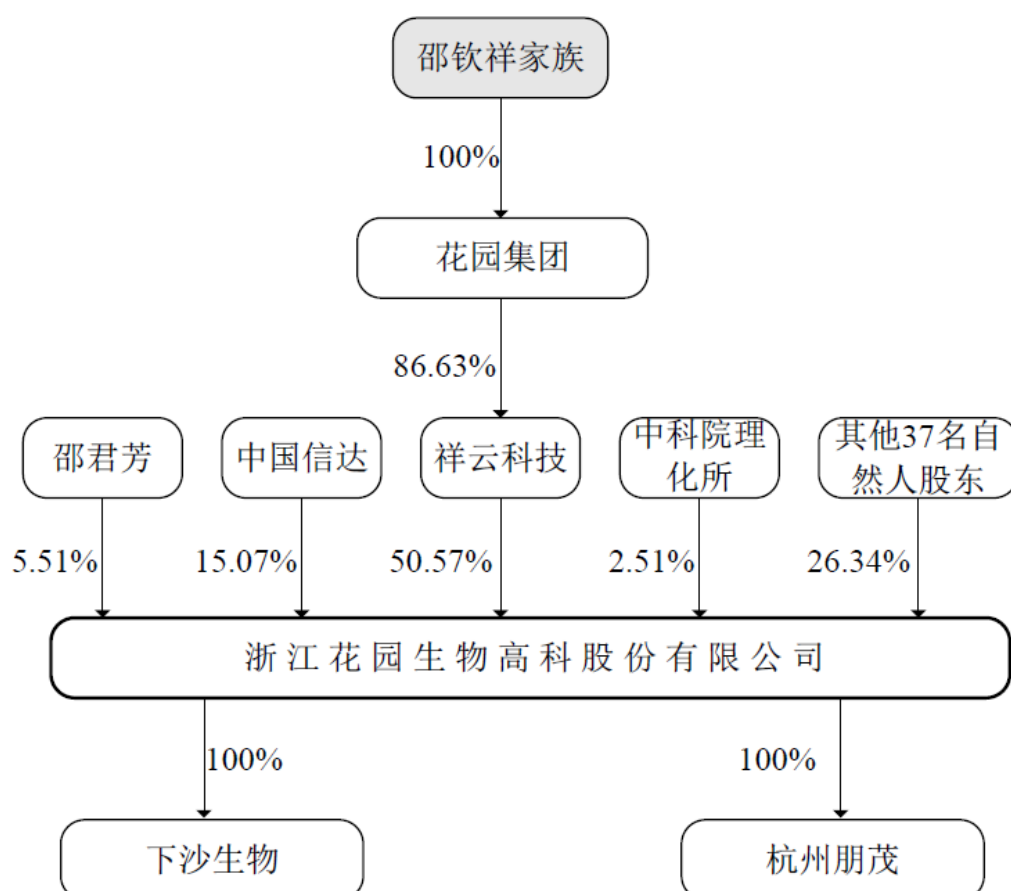 邵钦祥家族
100%
花园集团
86.63%
邵君芳
中国信达
祥云科技
中科院理
化所
其他37名自
然人股东
5.51%
15.07%
50.57%
2.51%
26.34%
浙江花园生物高科股份有限公司
100%
100%
下沙生物
杭州朋茂